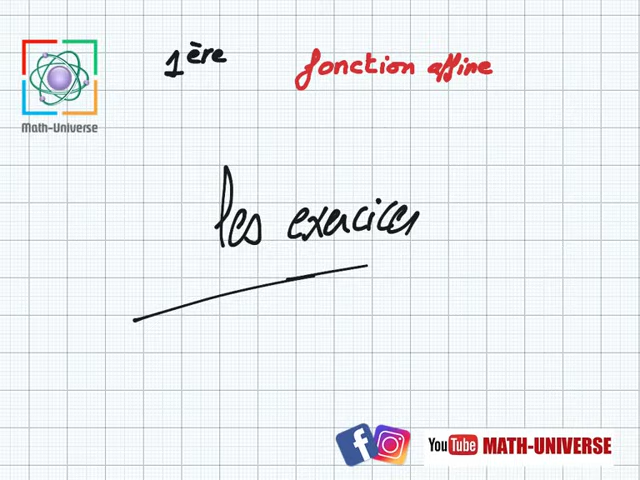 1ère fonction affine
Math-Universe
les exercices
f
YouTube MATH-UNIVERSE